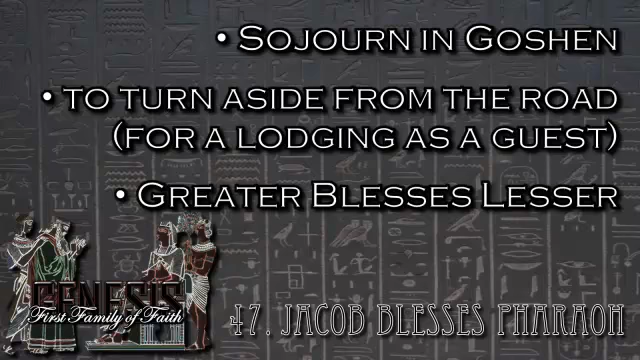 • Sojourn in Goshen
• to turn aside from the road
(for a lodging as a guest)
• Greater Blesses Lesser
GENESIS
First Family of Faith
47. Jacob Blesses Pharaoh